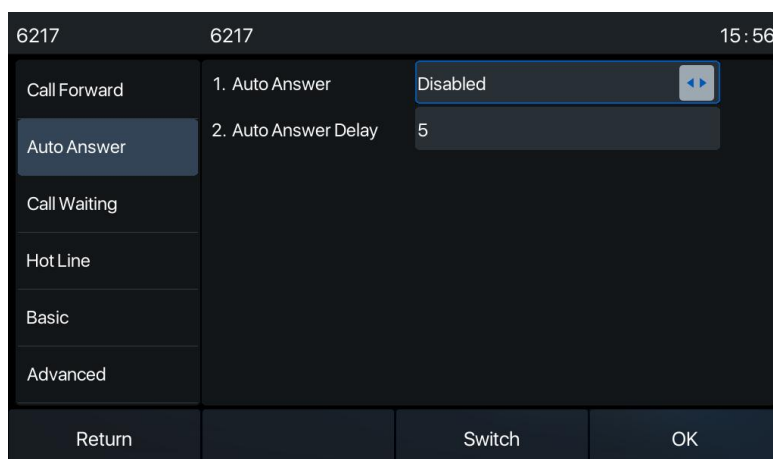 6217 6217 15:56
Call Forward
Auto Answer
Call Waiting
Hot Line
Basic
Advanced
1. Auto Answer Disabled
2. Auto Answer Delay 5
Return Switch OK